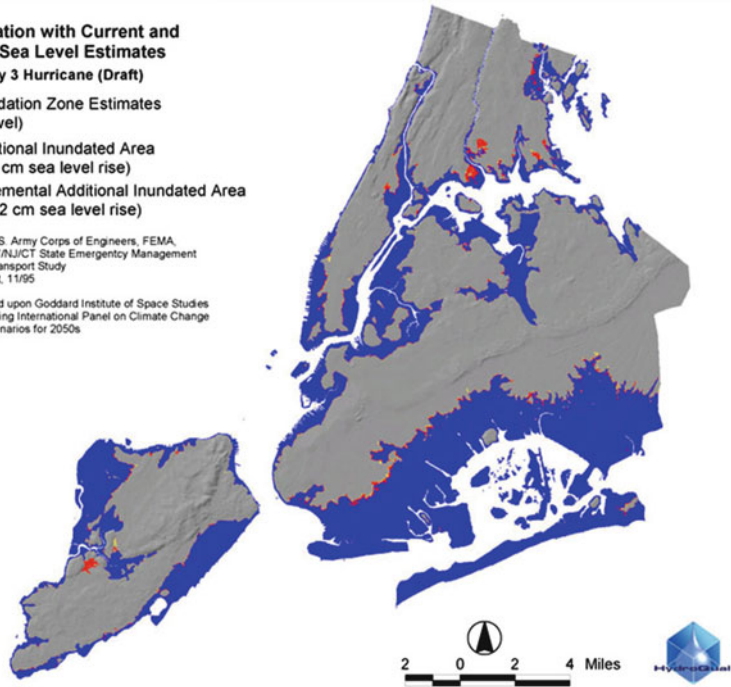 ation with Current and
Sea Level Estimates
y 3 Hurricane (Draft)
dation Zone Estimates
vel)
tional Inundated Area
cm sea level rise)
emental Additional Inundated Area
2 cm sea level rise)
S. Army Corps of Engineers, FEMA,
/NJ/CT State Emergentcy Management
ansport Study
, 11/95
d upon Goddard Institute of Space Studies
ing International Panel on Climate Change
narios for 2050s
2 0 2 4 Miles
HydroQual